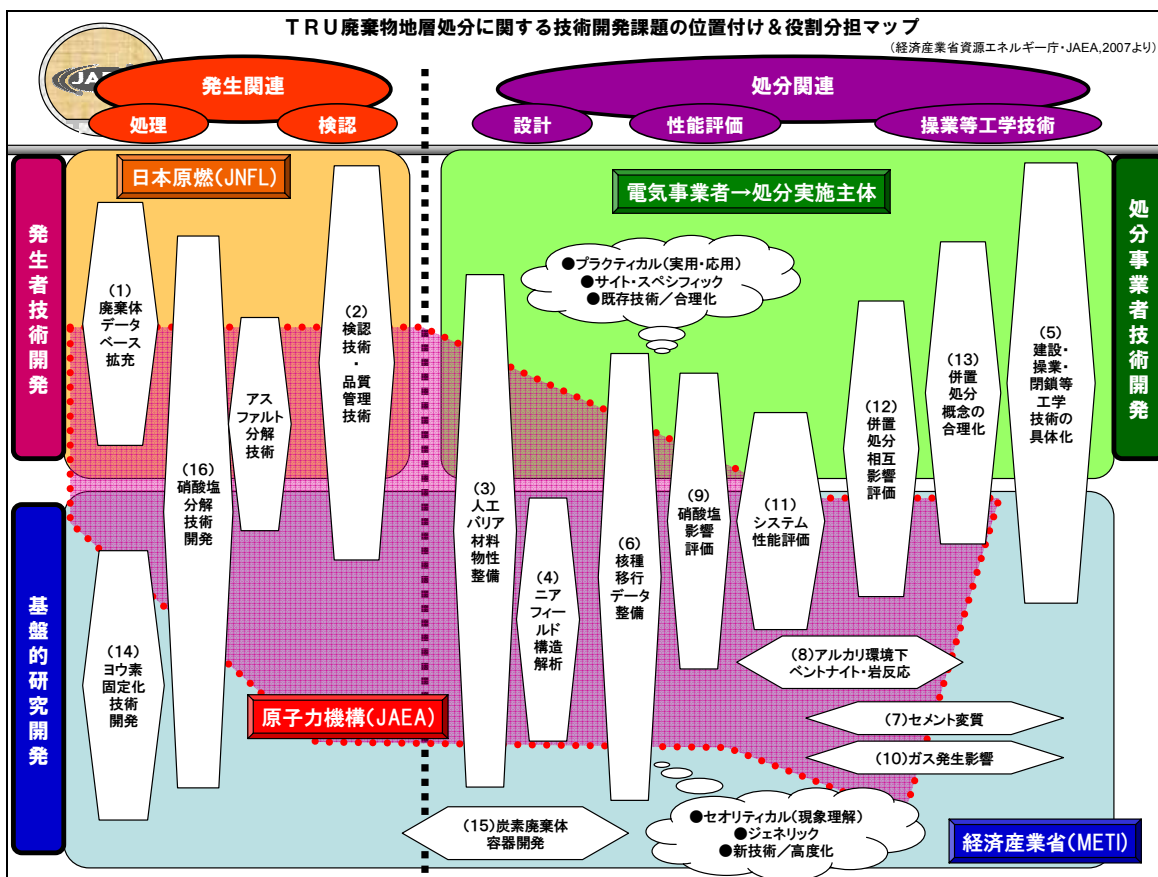 TRU廃棄物地層処分に関する技術開発課題の位置付け&役割分担マップ
(経済産業省資源エネルギー庁・JAEA,2007より)
JAEA
発生関連
処理
検認
処分関連
設計
性能評価
操業等工学技術
発生者技術開発
基盤的研究開発
処分事業者技術開発
日本原燃(JNFL)
電気事業者→処分実施主体
●プラクティカル(実用・応用)
●サイト・スペシフィック
●既存技術/合理化
(1)
廃棄体
データ
ベース
拡充
(16)
硝酸塩
分解
技術
開発
アス
ファルト
分解
技術
(2)
検認
技術
・
品質
管理
技術
(3)
人工
バリア
材料
物性
整備
(4)
ニア
フィー
ルド
構造
解析
(6)
核種
移行
データ
整備
(9)
硝酸塩
影響
評価
(11)
システム
性能評価
(12)
併置
処分
相互
影響
評価
(13)
併置
処分
概念の
合理化
(5)
建設・
操業・
閉鎖等
工学
技術の
具体化
(14)
ヨウ素
固定化
技術
開発
原子力機構(JAEA)
(8)アルカリ環境下
ベントナイト・岩反応
(7)セメント変質
(10)ガス発生影響
(15)炭素廃棄体
容器開発
●セオリティカル(現象理解)
●ジェネリック
●新技術/高度化
経済産業省(METI)